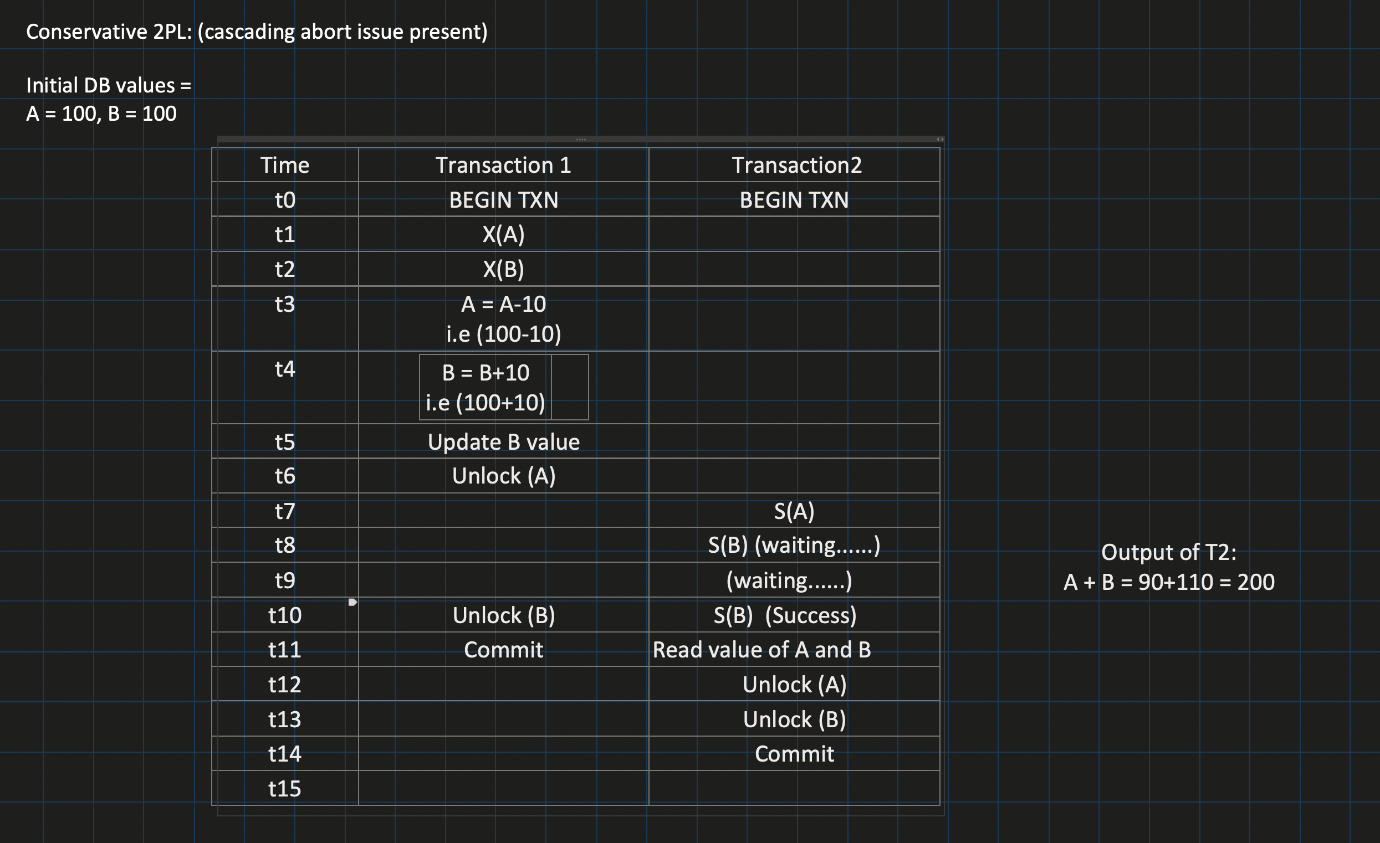 Conservative 2PL: (cascading abort issue present)
Initial DB values =
A = 100, B = 100
Time Transaction 1 Transaction2
t0 BEGIN TXN BEGIN TXN
t1 X(A)
t2 X(B)
t3 A = A-10
i.e (100-10)
t4 B = B+10
i.e (100+10)
t5 Update B value
t6 Unlock (A)
t7 S(A)
t8 S(B) (waiting......)
t9 (waiting......)
t10 Unlock (B) S(B) (Success)
t11 Commit Read value of A and B
t12 Unlock (A)
t13 Unlock (B)
t14 Commit
t15
Output of T2:
A + B = 90+110 = 200